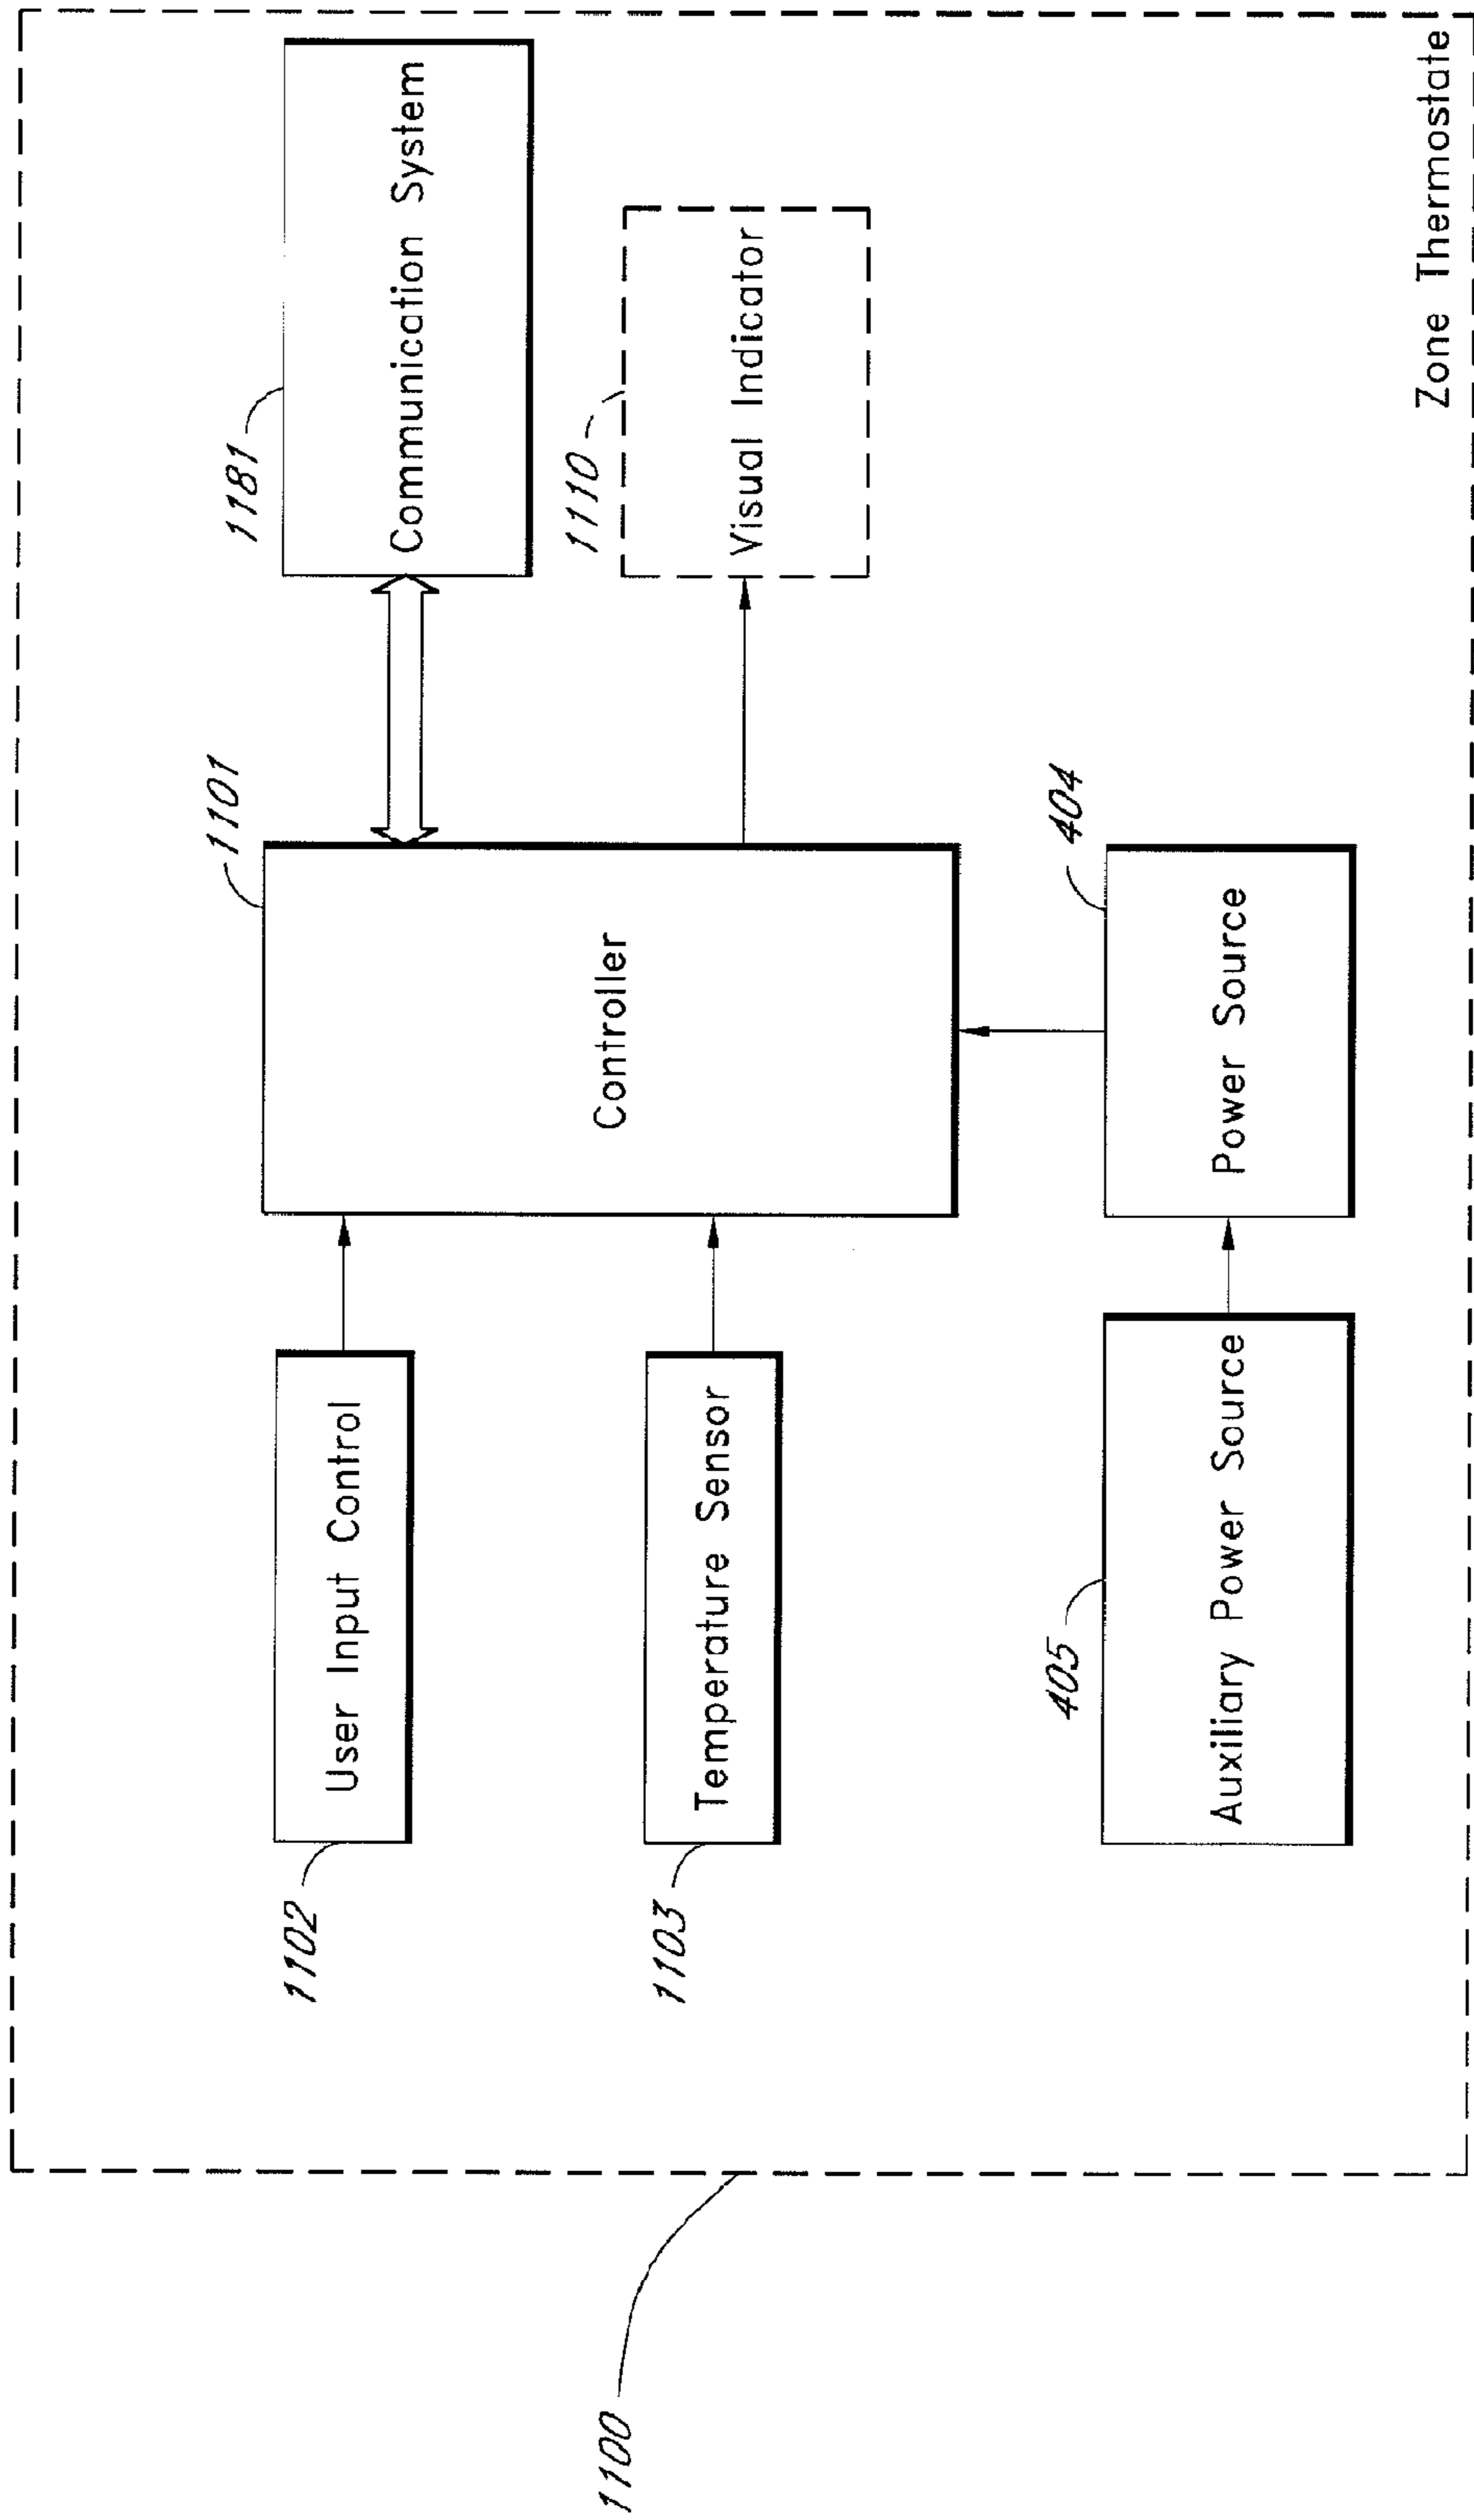 1101
1181
Communication System
1102
User Input Control
Controller
1110
Visual Indicator
1103
Temperature Sensor
404
Power Source
405
Auxiliary Power Source
1100
Zone Thermostate